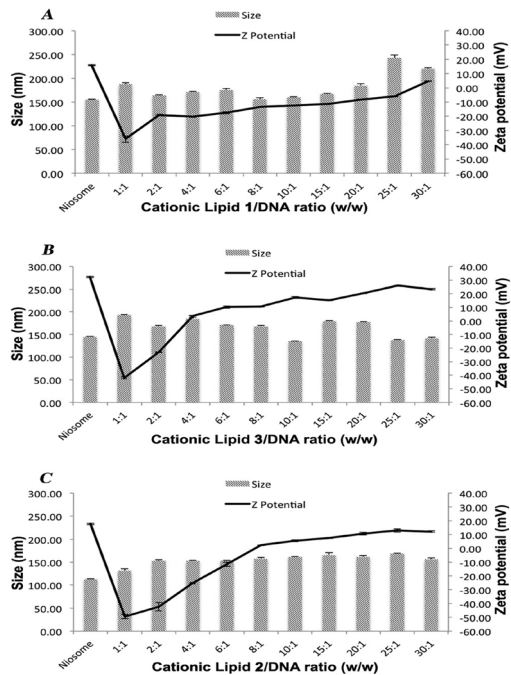 A
Size
Z Potential
300.00
250.00
200.00
150.00
100.00
50.00
0.00
Size (nm)
40.00
30.00
20.00
10.00
0.00
-10.00
-20.00
-30.00
-40.00
-50.00
-60.00
Zeta potential (mV)
Niosome 1:1 2:1 4:1 6:1 8:1 10:1 15:1 20:1 25:1 30:1
Cationic Lipid 1/DNA ratio (w/w)
B
Size
Z Potential
300.00
250.00
200.00
150.00
100.00
50.00
0.00
Size (nm)
40.00
30.00
20.00
10.00
0.00
-10.00
-20.00
-30.00
-40.00
-50.00
-60.00
Zeta potential (mV)
Niosome 1:1 2:1 4:1 6:1 8:1 10:1 15:1 20:1 25:1 30:1
Cationic Lipid 3/DNA ratio (w/w)
C
Size
Z Potential
300.00
250.00
200.00
150.00
100.00
50.00
0.00
Size (nm)
40.00
30.00
20.00
10.00
0.00
-10.00
-20.00
-30.00
-40.00
-50.00
-60.00
Zeta potential (mV)
Niosome 1:1 2:1 4:1 6:1 8:1 10:1 15:1 20:1 25:1 30:1
Cationic Lipid 2/DNA ratio (w/w)